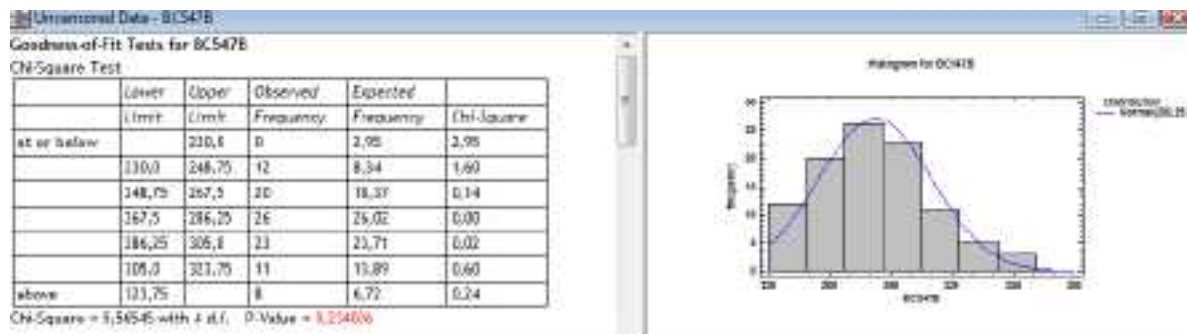 Uncensored Data - BC547B
Goodness-of-Fit Tests for BC547B
Chi-Square Test
Lower Upper Observed Expected
Limit Limit Frequency Frequency Chi-Square
at or below 230,0 0 2,95 2,95
230,0 248,75 12 8,34 1,60
248,75 267,5 20 18,37 0,14
267,5 286,25 26 26,02 0,00
286,25 305,0 23 23,71 0,02
305,0 323,75 11 13,89 0,60
above 323,75 8 6,72 0,24
Chi-Square = 5,56545 with 4 d.f. P-Value =
Histogram for BC547B
Distribution
frequency
BC547B